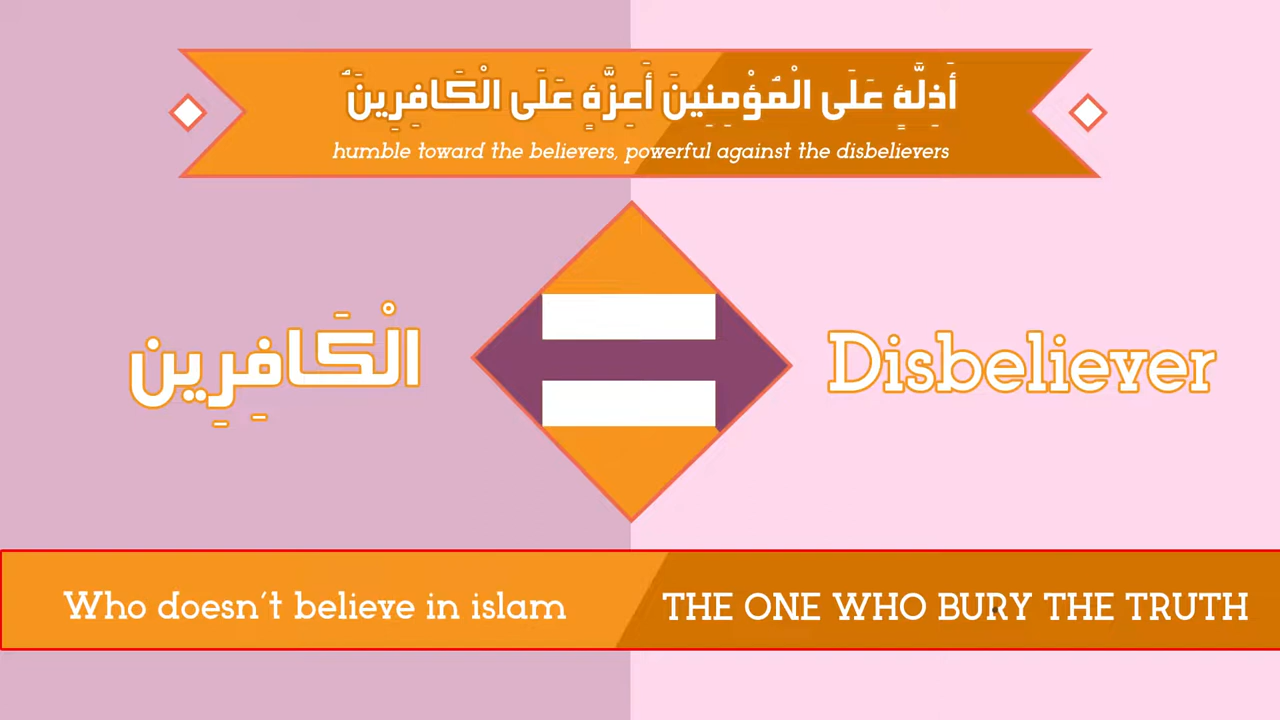 أَذِلَّةٍ عَلَى الْمُؤْمِنِينَ أَعِزَّةٍ عَلَى الْكَافِرِينَ
humble toward the believers, powerful against the disbelievers
الْكَافِرِين
Disbeliever
Who doesn't believe in islam
THE ONE WHO BURY THE TRUTH